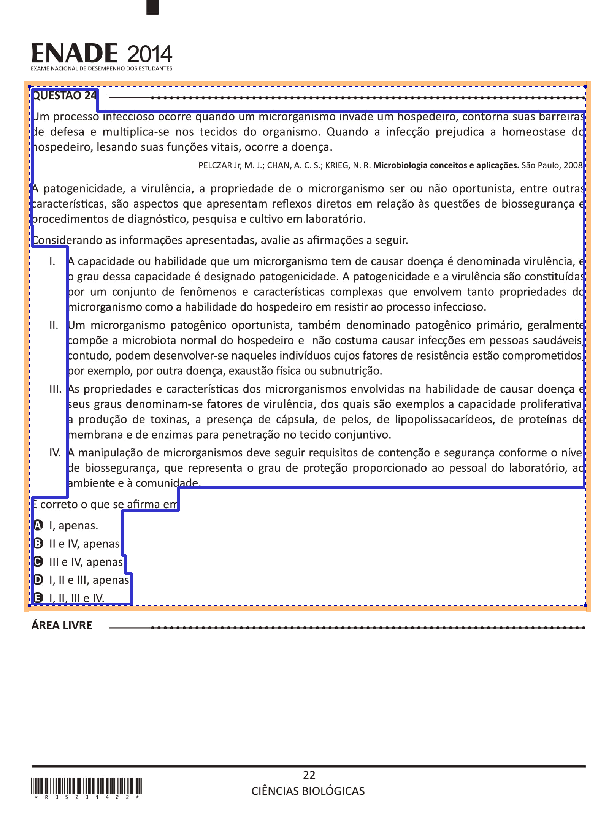 ENADE 2014
EXAME NACIONAL DE DESEMPENHO DOS ESTUDANTES
QUESTÃO 24
Um processo infeccioso ocorre quando um microrganismo invade um hospedeiro, contorna suas barreiras
de defesa e multiplica-se nos tecidos do organismo. Quando a infecção prejudica a homeostase do
hospedeiro, lesando suas funções vitais, ocorre a doença.
PELCZAR Jr, M. J.; CHAN, A. C. S.; KRIEG, N. R. Microbiologia conceitos e aplicações. São Paulo, 2008
A patogenicidade, a virulência, a propriedade de o microrganismo ser ou não oportunista, entre outras
características, são aspectos que apresentam reflexos diretos em relação às questões de biossegurança e
procedimentos de diagnóstico, pesquisa e cultivo em laboratório.
Considerando as informações apresentadas, avalie as afirmações a seguir.
I. A capacidade ou habilidade que um microrganismo tem de causar doença é denominada virulência, e
o grau dessa capacidade é designado patogenicidade. A patogenicidade e a virulência são constituídas
por um conjunto de fenômenos e características complexas que envolvem tanto propriedades do
microrganismo como a habilidade do hospedeiro em resistir ao processo infeccioso.
II. Um microrganismo patogênico oportunista, também denominado patogênico primário, geralmente
compõe a microbiota normal do hospedeiro e não costuma causar infecções em pessoas saudáveis,
contudo, podem desenvolver-se naqueles indivíduos cujos fatores de resistência estão comprometidos,
por exemplo, por outra doença, exaustão física ou subnutrição.
III. As propriedades e características dos microrganismos envolvidas na habilidade de causar doença e
seus graus denominam-se fatores de virulência, dos quais são exemplos a capacidade proliferativa,
a produção de toxinas, a presença de cápsula, de pelos, de lipopolissacarídeos, de proteínas de
membrana e de enzimas para penetração no tecido conjuntivo.
IV. A manipulação de microrganismos deve seguir requisitos de contenção e segurança conforme o nível
de biossegurança, que representa o grau de proteção proporcionado ao pessoal do laboratório, ao
ambiente e à comunidade.
É correto o que se afirma em
A I, apenas.
B II e IV, apenas.
C III e IV, apenas.
D I, II e III, apenas.
E I, II, III e IV.
ÁREA LIVRE
22
CIÊNCIAS BIOLÓGICAS